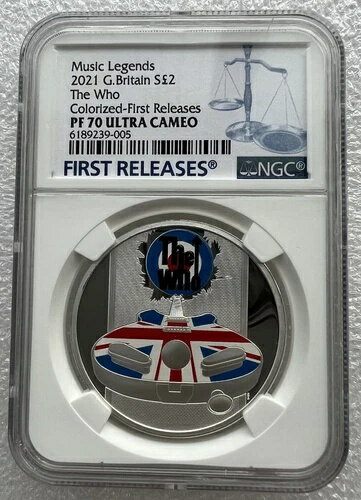 Music Legends
2021 G.Britain S£2
The Who
Colorized-First Releases
PF 70 ULTRA CAMEO
6189239-005
FIRST RELEASES®
NGC®
The
Who